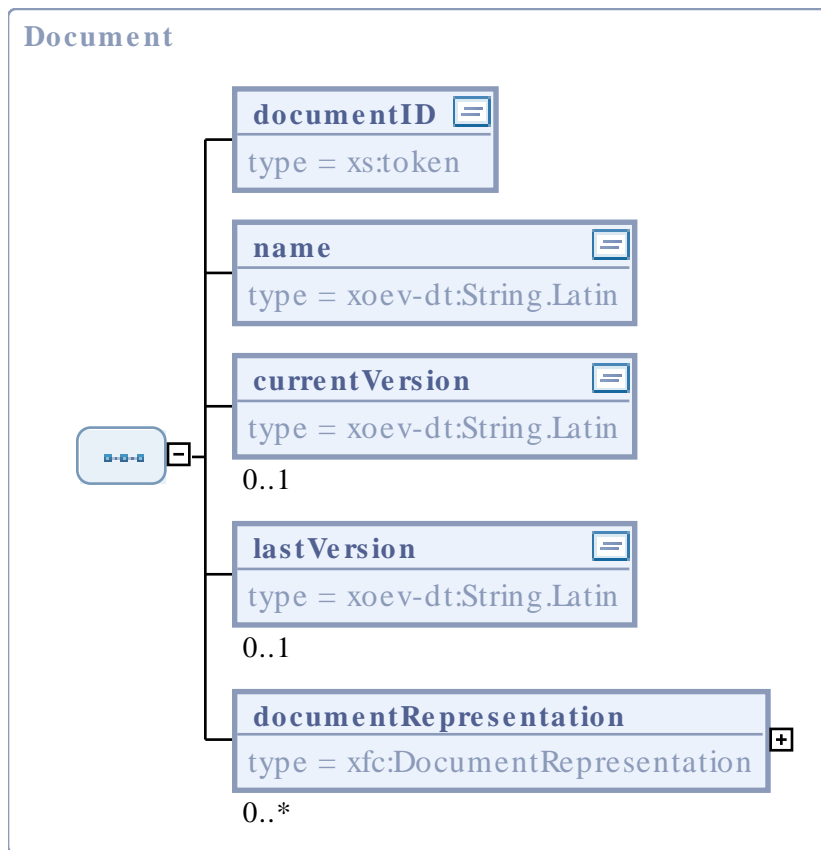 Document
documentID
type = xs:token
name
type = xoev-dt:String.Latin
currentVersion
type = xoev-dt:String.Latin
0..1
lastVersion
type = xoev-dt:String.Latin
0..1
documentRepresentation
type = xfc:DocumentRepresentation
0..*